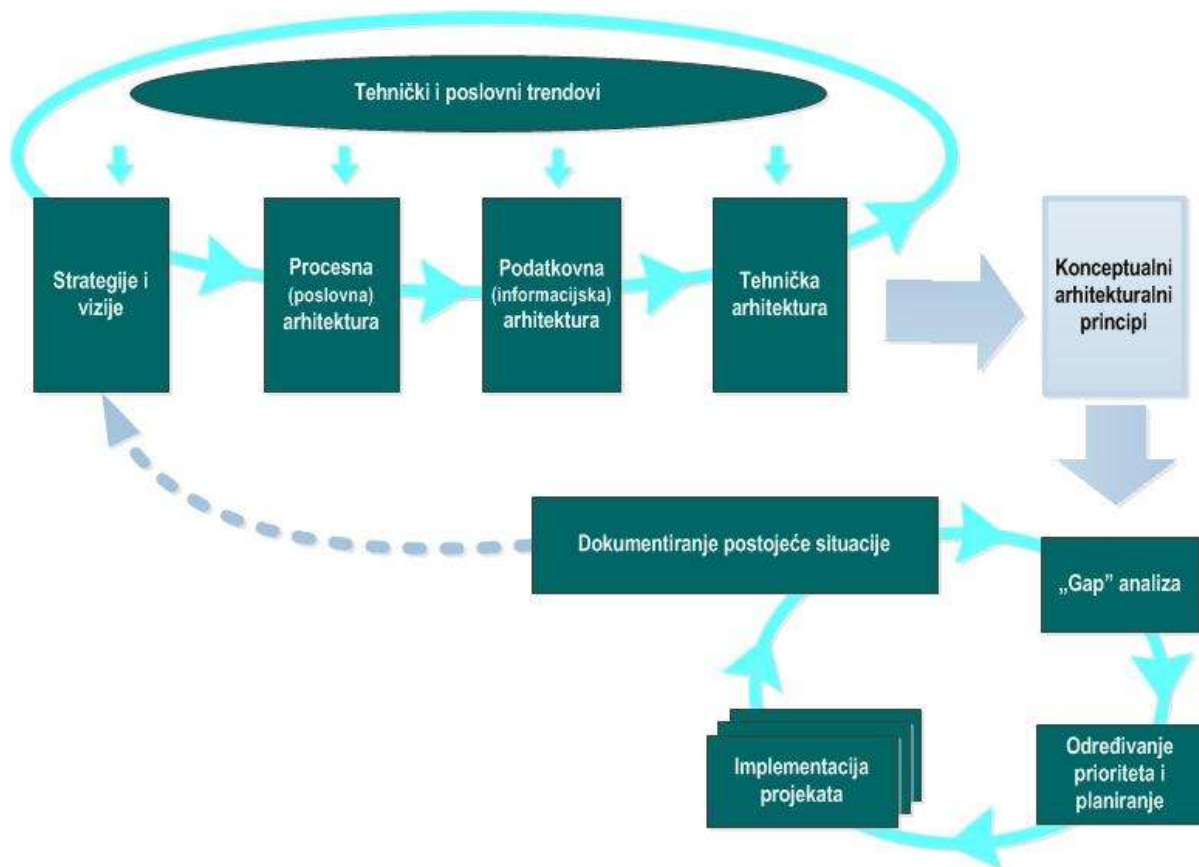 Tehnički i poslovni trendovi
Strategije i
vizije
Procesna
(poslovna)
arhitektura
Podatkovna
(informacijska)
arhitektura
Tehnička
arhitektura
Konceptualni
arhitekturalni
principi
Dokumentiranje postojeće situacije
„Gap” analiza
Određivanje
prioriteta i
planiranje
Implementacija
projekata